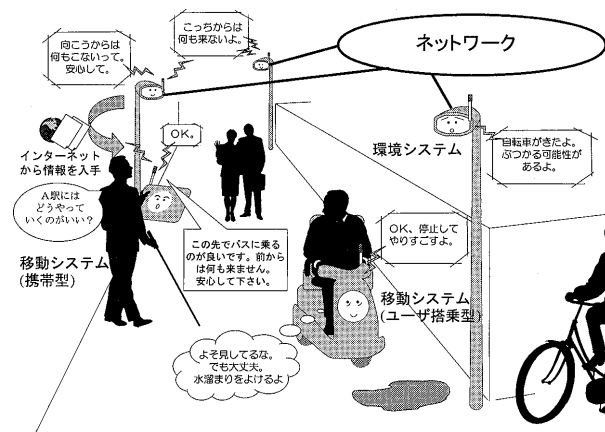 向こうからは
何もこないって。
安心して。
こっちからは
何も来ないよ。
ネットワーク
OK。
インターネット
から情報を入手
環境システム
自転車がきたよ。
ぶつかる可能性が
あるよ。
A駅には
どうやって
いくのがいい?
この先でバスに乗る
のが良いです。前から
は何も来ません。
安心して下さい。
OK、停止して
やりすごすよ。
移動システム
(携帯型)
移動システム
(ユーザ搭乗型)
よそ見してるな。
でも大丈夫。
水溜まりをよけるよ